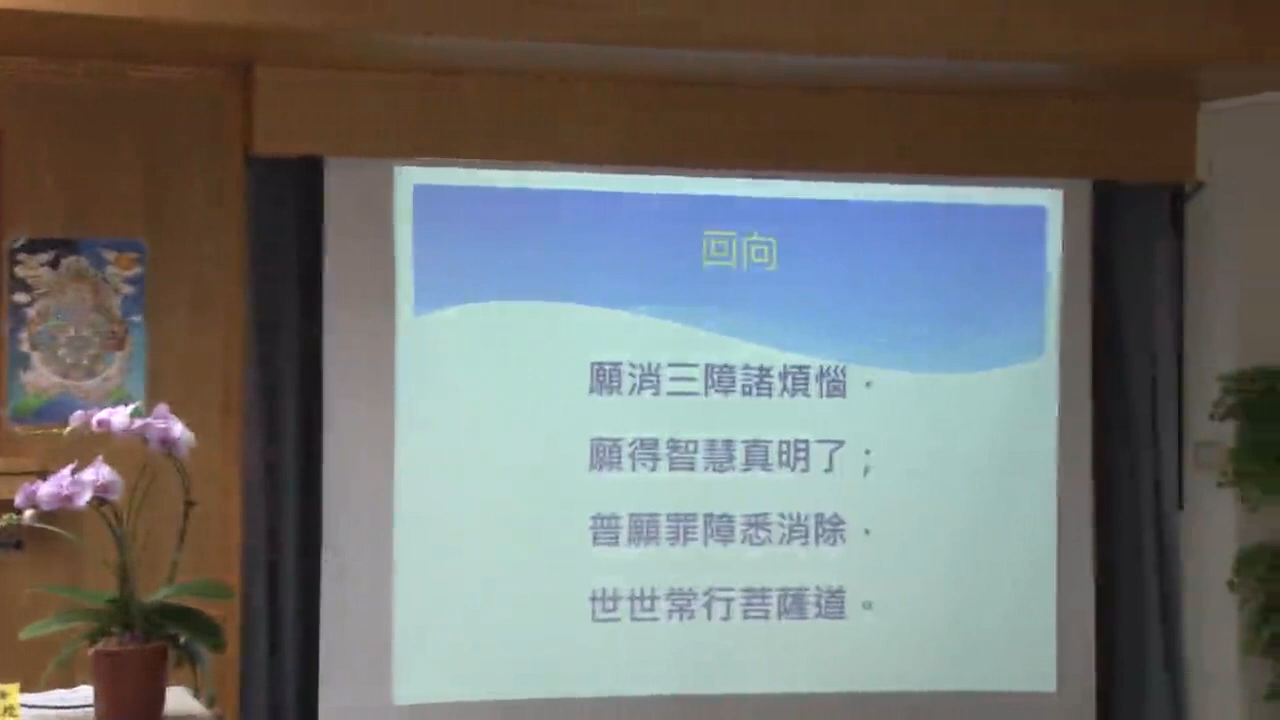 回向
願消三障諸煩惱，
願得智慧真明了；
普願罪障悉消除，
世世常行菩薩道。